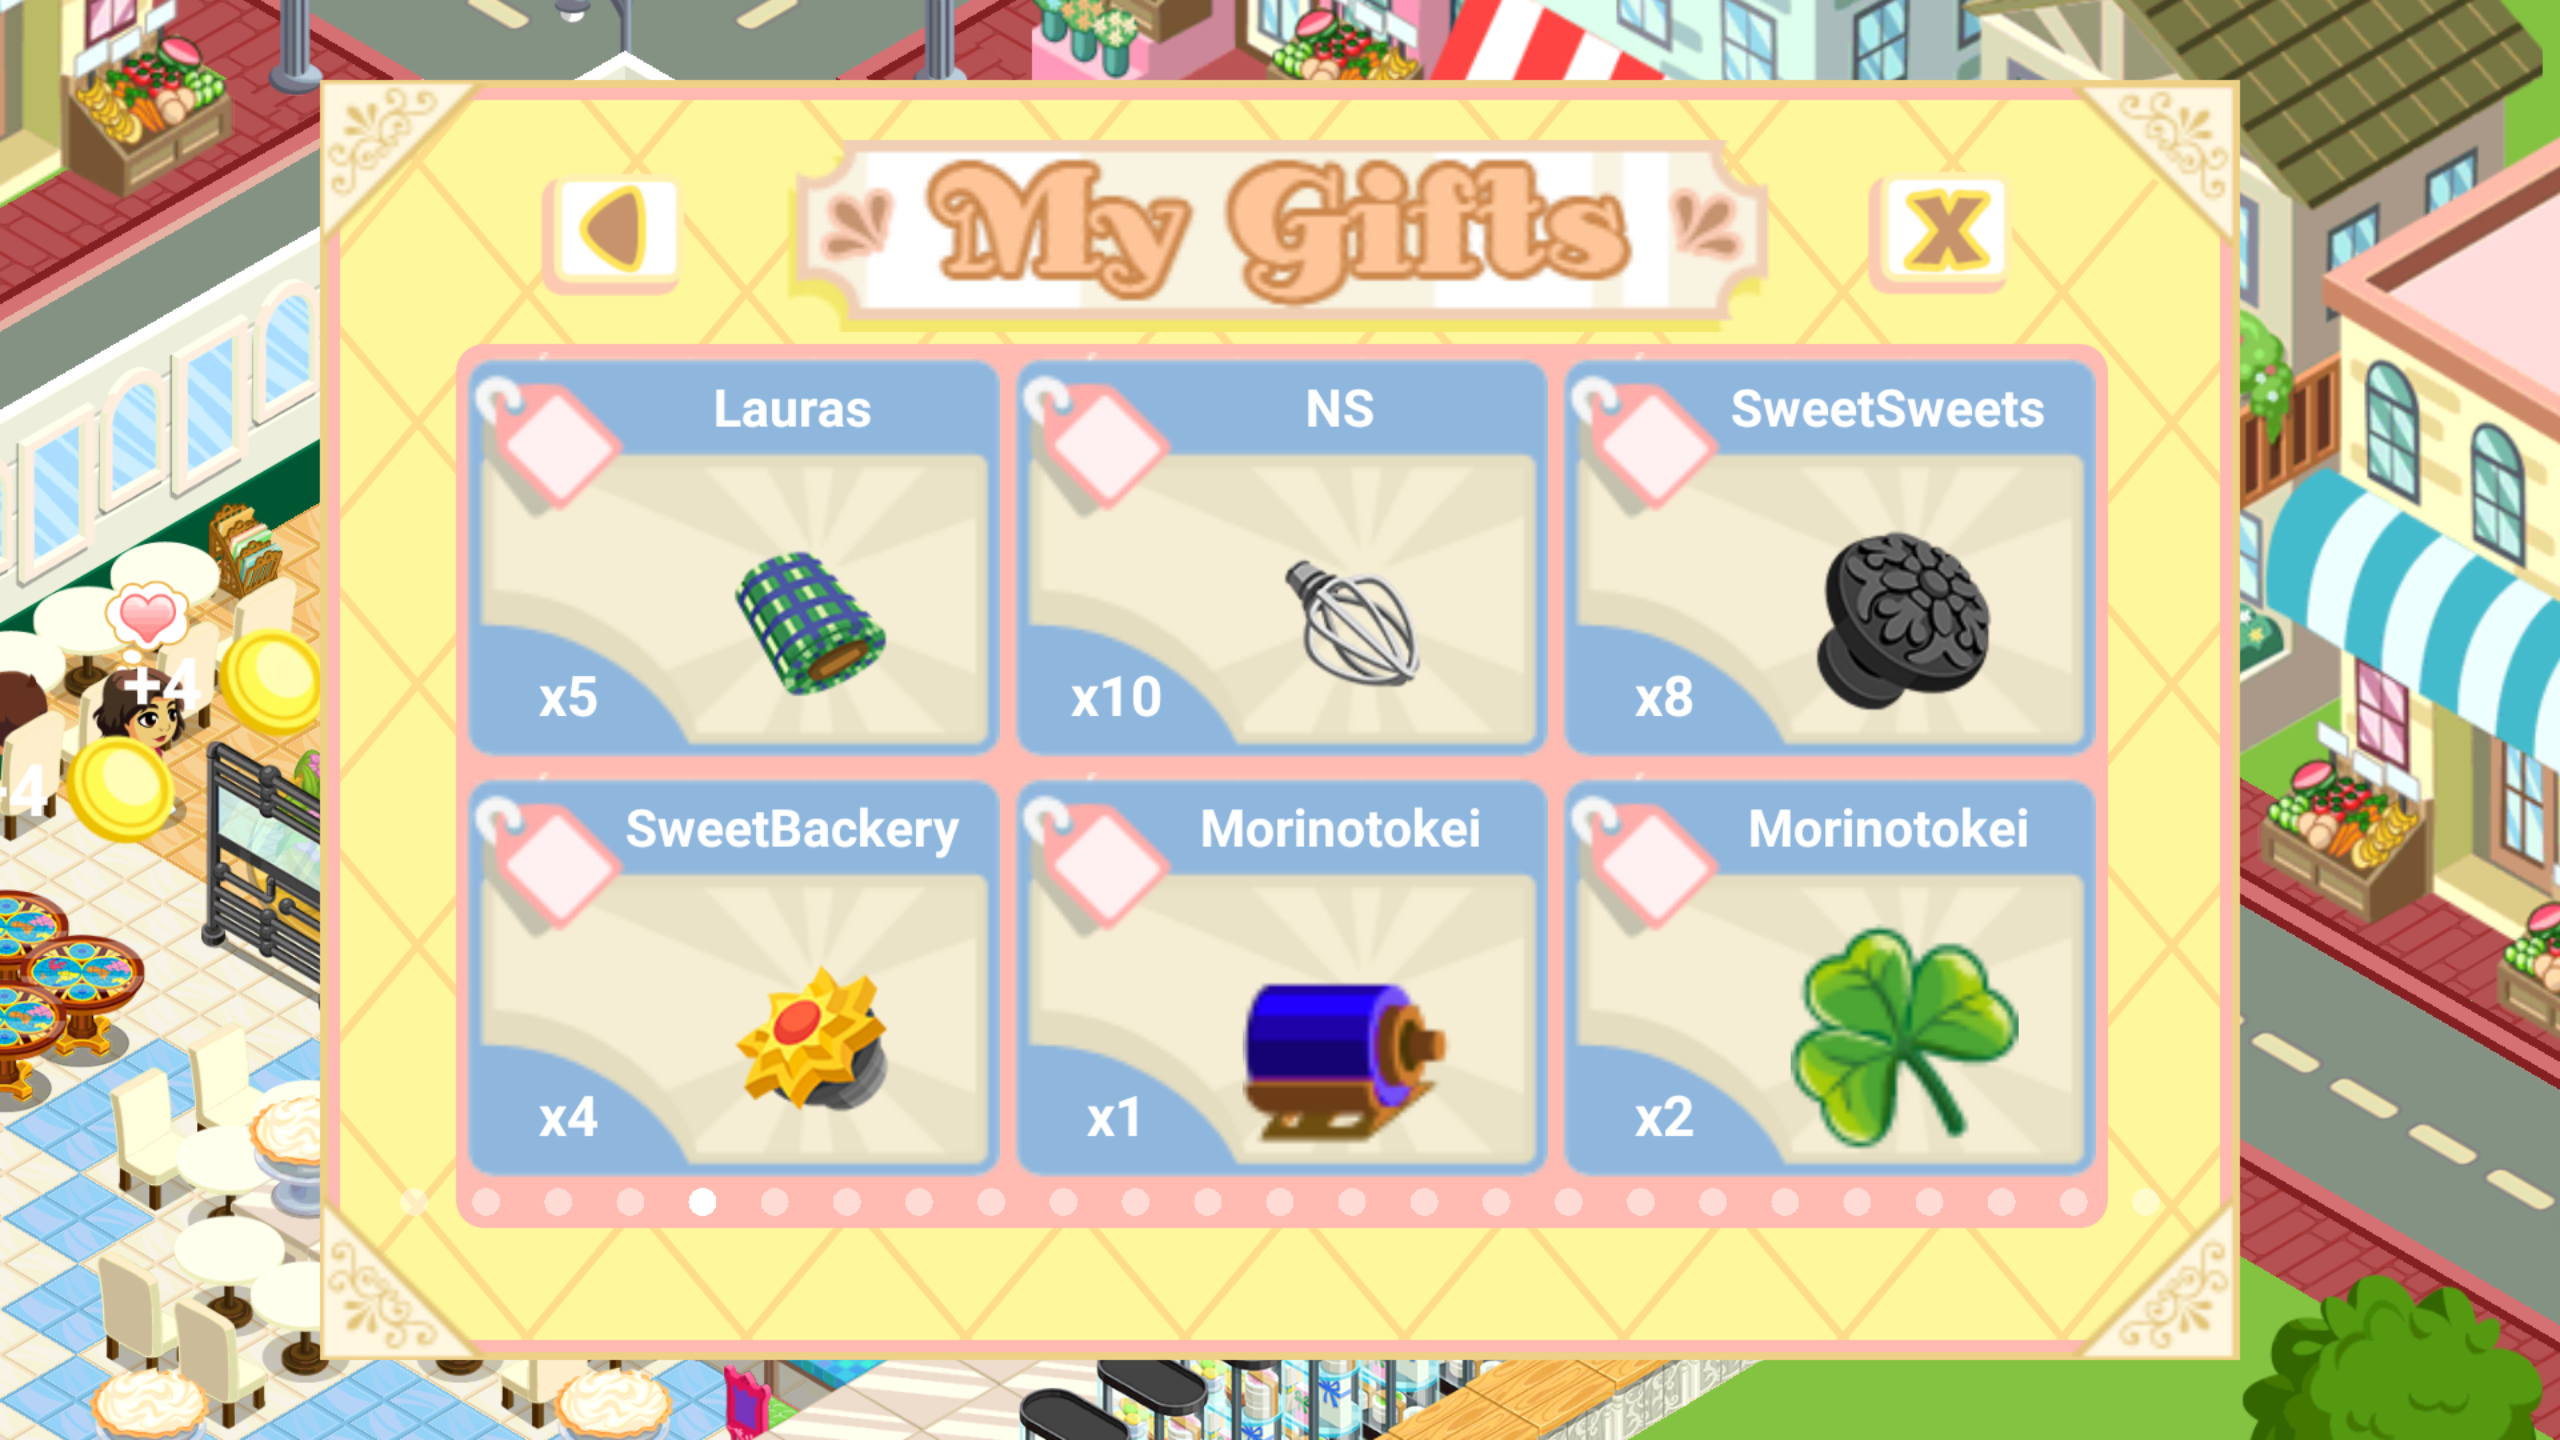 My Gifts
X
Lauras
NS
SweetSweets
x5
x10
x8
SweetBackery
Morinotokei
Morinotokei
x4
x1
x2
+4